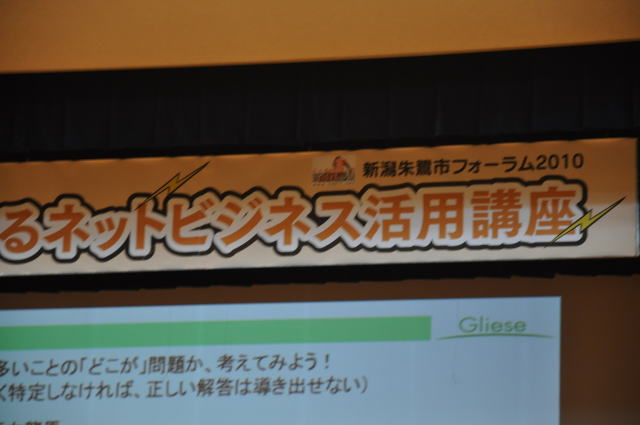 新潟朱鷺市フォーラム2010
るネットビジネス活用講座
Gliese
多いことの「どこが」問題か、考えてみよう！
く特定しなければ、正しい解答は導き出せない）